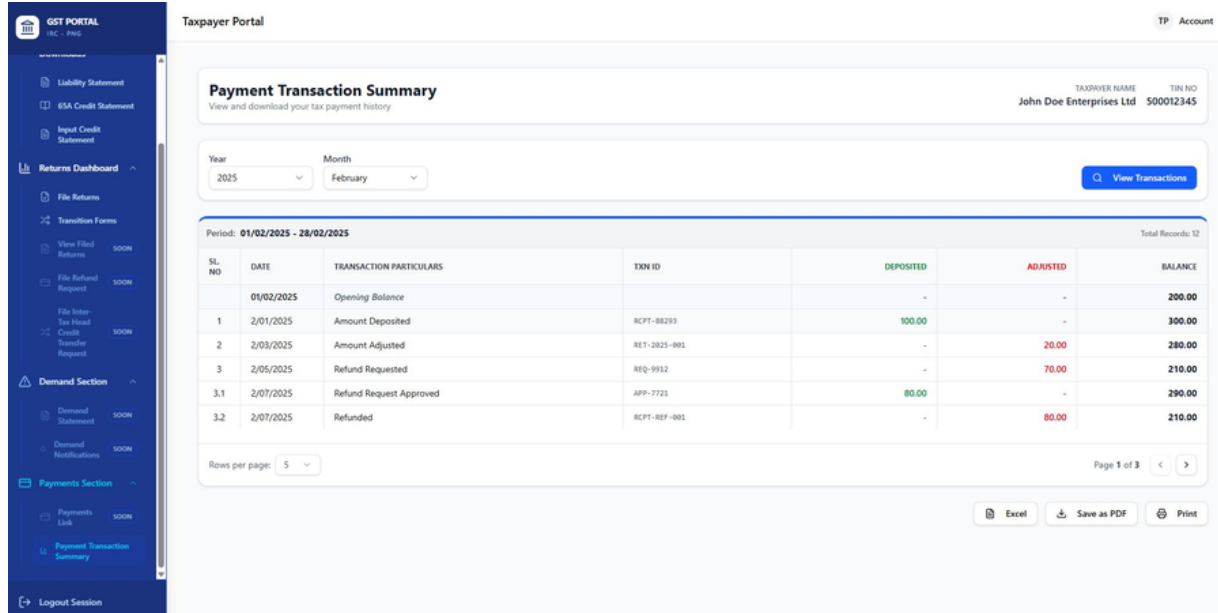 GST PORTAL
IRC - PNG
Downloads
Liability Statement
65A Credit Statement
Input Credit
Statement
Returns Dashboard
File Returns
Transition Forms
View Filed
Returns
SOON
File Refund
Request
SOON
File Inter-
Tax Head
Credit
Transfer
Request
SOON
Demand Section
Demand
Statement
SOON
Demand
Notifications
SOON
Payments Section
Payments
Link
SOON
Payment Transaction
Summary
Logout Session
Taxpayer Portal
TP Account
Payment Transaction Summary
View and download your tax payment history
TAXPAYER NAME TIN NO
John Doe Enterprises Ltd 500012345
Year Month
2025 February
View Transactions
Period: 01/02/2025 - 28/02/2025 Total Records: 12
SL. NO DATE TRANSACTION PARTICULARS TXN ID DEPOSITED ADJUSTED BALANCE
01/02/2025 Opening Balance - - 200.00
1 2/01/2025 Amount Deposited RCPT-88293 100.00 - 300.00
2 2/03/2025 Amount Adjusted RET-2025-001 - 20.00 280.00
3 2/05/2025 Refund Requested REQ-9912 - 70.00 210.00
3.1 2/07/2025 Refund Request Approved APP-7721 80.00 - 290.00
3.2 2/07/2025 Refunded RCPT-REF-001 - 80.00 210.00
Rows per page: 5 Page 1 of 3
Excel Save as PDF Print